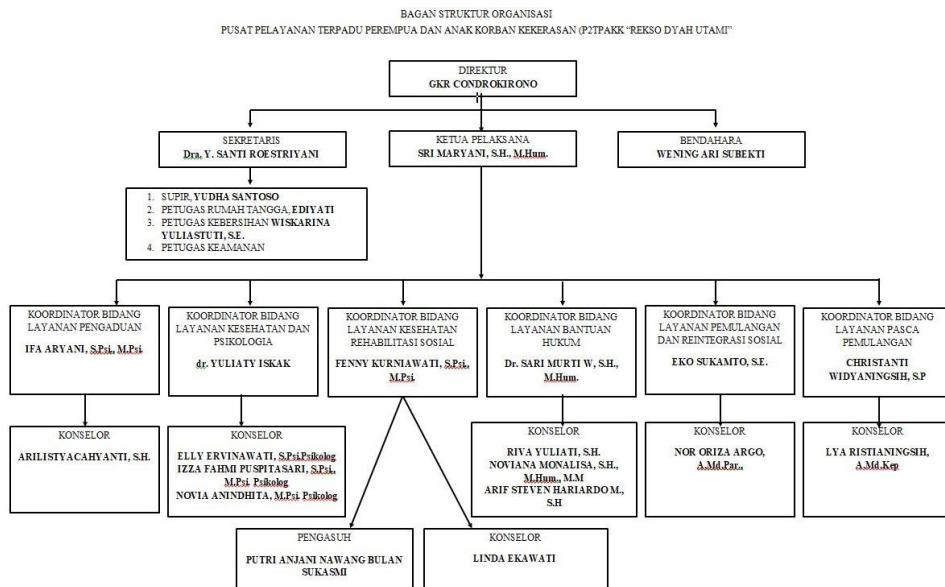 BAGAN STRUKTUR ORGANISASI
PUSAT PELAYANAN TERPADU PEREMPUA DAN ANAK KORBAN KEKERASAN (P2TPAKK “REKSO DYAH UTAMI”
DIREKTUR
GKR CONDROKIRONO
SEKRETARIS
Dra, Y. SANTI ROESTRIYANI
KETUA PELAKSANA
SRI MARYANI, S.H., M.Hum.
BENDAHARA
WENING ARI SUBEKTI
1. SUPIR, YUDHA SANTOSO
2. PETUGAS RUMAH TANGGA, EDIYATI
3. PETUGAS KEBERSIHAN WISKARINA
YULIASTUTI, S.E.
4. PETUGAS KEAMANAN
KOORDINATOR BIDANG
LAYANAN PENGADUAN
IFA ARYANI, S.Psi., M.Psi.
KOORDINATOR BIDANG
LAYANAN KESEHATAN DAN
PSIKOLOGIA
dr. YULIATY ISKAK
KOORDINATOR BIDANG
LAYANAN KESEHATAN
REHABILITASI SOSIAL
FENNY KURNIAWATI, S.Psi.,
M.Psi.
KOORDINATOR BIDANG
LAYANAN BANTUAN
HUKUM
Dr. SARI MURTI W, S.H.,
M.Hum.
KOORDINATOR BIDANG
LAYANAN PEMULANGAN
DAN REINTEGRASI SOSIAL
EKO SUKAMTO, S.E.
KOORDINATOR BIDANG
LAYANAN PASCA
PEMULANGAN
CHRISTANTI
WIDYANINGSIH, S.P
KONSELOR
ARILISTYACAHYANTI, S.H.
KONSELOR
ELLY ERVINAWATI, S.Psi,Psikolog
IZZA FAHMI PUSPITASARI, S.Psi.,
M.Psi. Psikolog
NOVIA ANINDHITA, M.Psi. Psikolog
KONSELOR
RIVA YULIATI, S.H.
NOVIANA MONALISA, S.H.,
M.Hum., M.M
ARIF STEVEN HARIARDO M.,
S.H
KONSELOR
NOR ORIZA ARGO,
A.Md.Par.,
KONSELOR
LYA RISTIANINGSIH,
A.Md.Kep
PENGASUH
PUTRI ANJANI NAWANG BULAN
SUKASMI
KONSELOR
LINDA EKAWATI